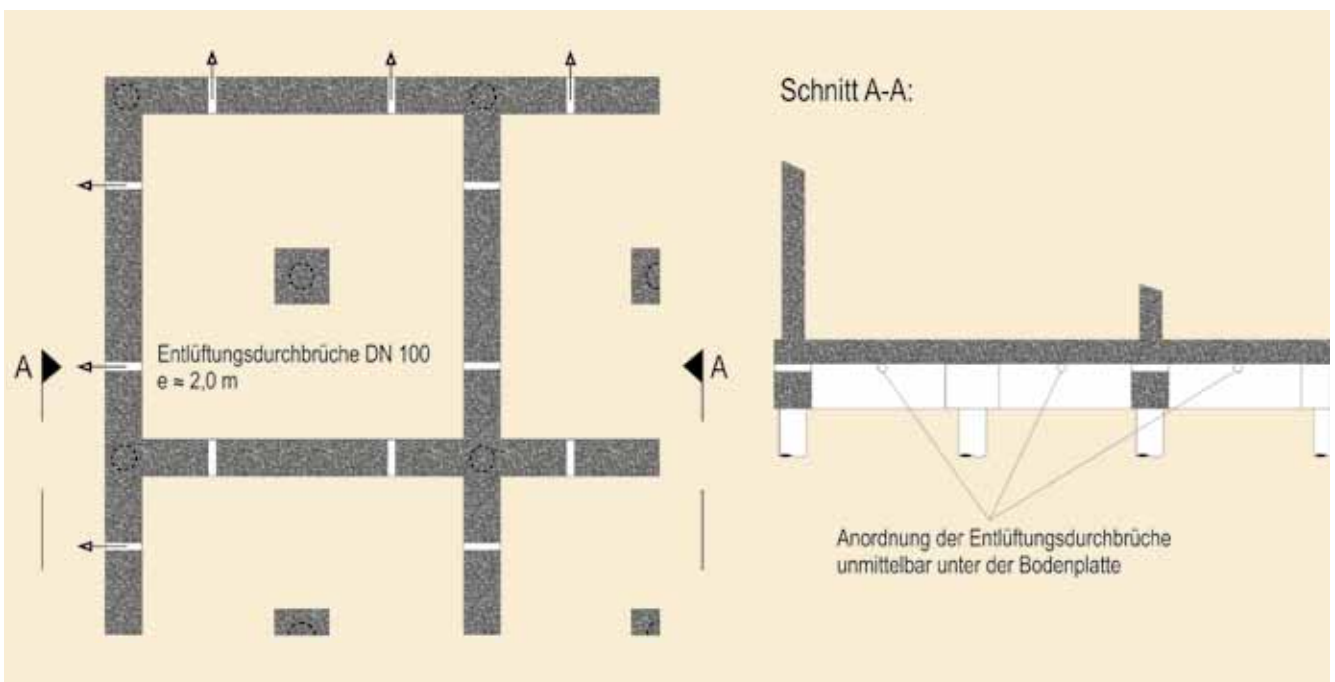 Schnitt A-A:
Entlüftungsdurchbrüche DN 100
e ≈ 2,0 m
A
A
Anordnung der Entlüftungsdurchbrüche
unmittelbar unter der Bodenplatte